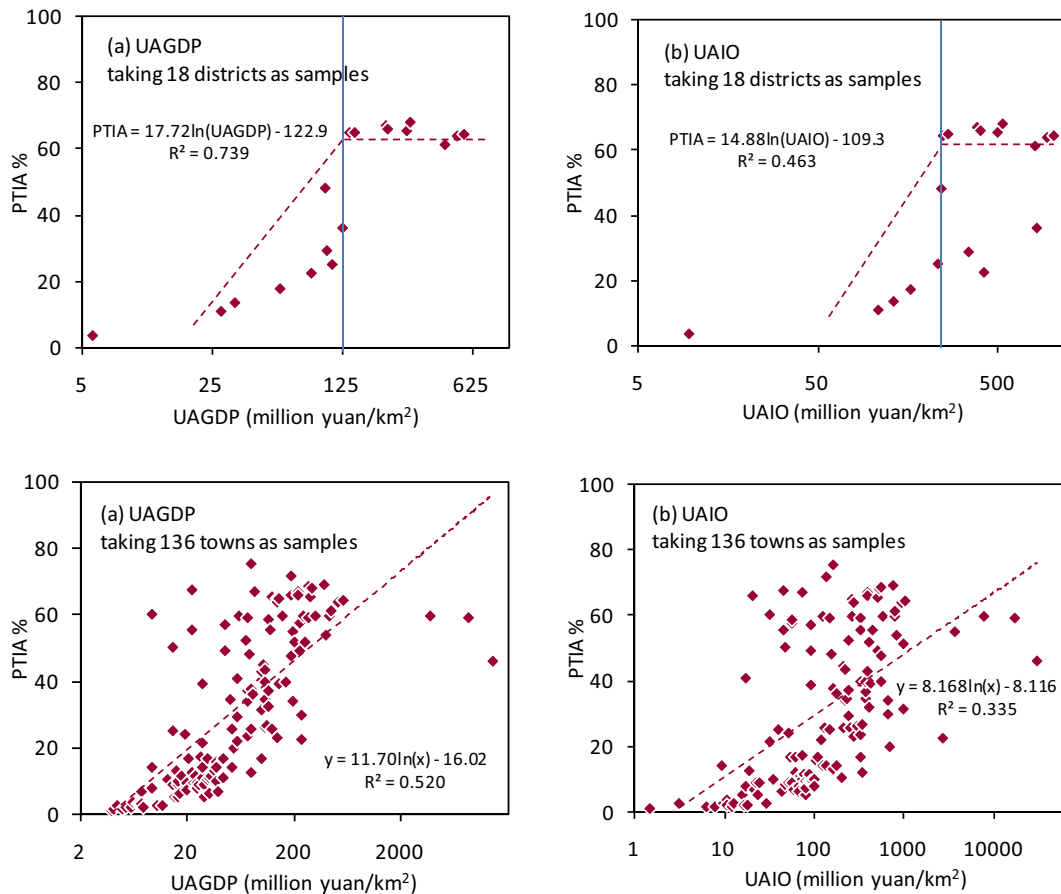 100
80
60
40
20
0
PTIA %
(a) UAGDP
taking 18 districts as samples
PTIA = 17.72ln(UAGDP) - 122.9
R² = 0.739
5 25 125 625
UAGDP (million yuan/km²)
100
80
60
40
20
0
PTIA %
(b) UAIO
taking 18 districts as samples
PTIA = 14.88ln(UAIO) - 109.3
R² = 0.463
5 50 500
UAIO (million yuan/km²)
100
80
60
40
20
0
PTIA %
(a) UAGDP
taking 136 towns as samples
y = 11.70ln(x) - 16.02
R² = 0.520
2 20 200 2000
UAGDP (million yuan/km²)
100
80
60
40
20
0
PTIA %
(b) UAIO
taking 136 towns as samples
y = 8.168ln(x) - 8.116
R² = 0.335
1 10 100 1000 10000
UAIO (million yuan/km²)